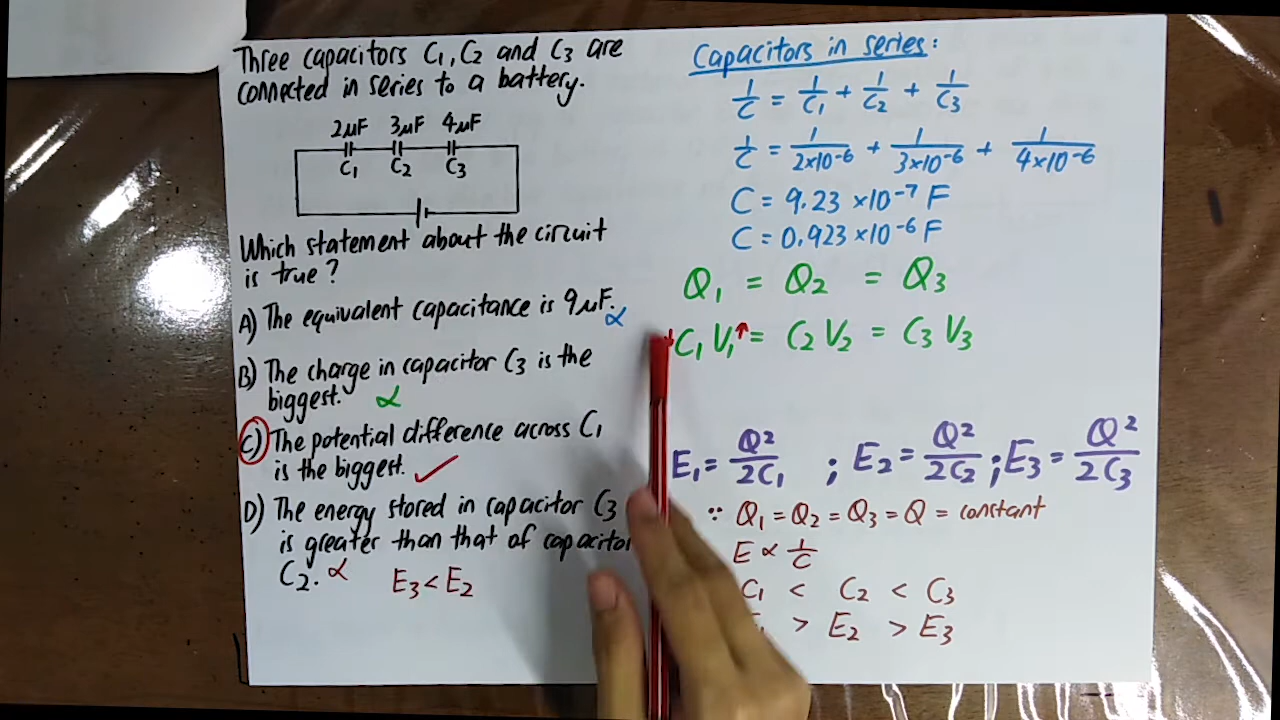 Three capacitors C₁, C₂ and C₃ are
connected in series to a battery.
2μF 3μF 4μF
C₁ C₂ C₃
Which statement about the circuit
is true?
A) The equivalent capacitance is 9μF. α
B) The charge in capacitor C₃ is the
biggest. α
C) The potential difference across C₁
is the biggest. ✓
D) The energy stored in capacitor C₃
is greater than that of capacitor
C₂. α E₃ < E₂
Capacitors in series:
1/C = 1/C₁ + 1/C₂ + 1/C₃
1/C = 1/2×10⁻⁶ + 1/3×10⁻⁶ + 1/4×10⁻⁶
C = 9.23 ×10⁻⁷ F
C = 0.923 ×10⁻⁶ F
Q₁ = Q₂ = Q₃
C₁ V₁ ↑ = C₂ V₂ = C₃ V₃
E₁ = Q²/2C₁ ; E₂ = Q²/2C₂ ; E₃ = Q²/2C₃
∵ Q₁ = Q₂ = Q₃ = Q = constant
E ∝ 1/C
C₁ < C₂ < C₃
> E₂ > E₃